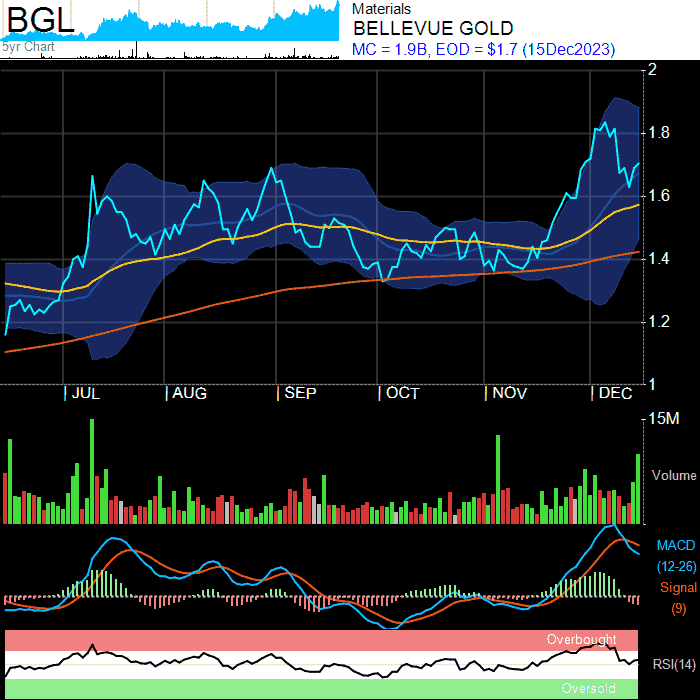 BGL
5yr Chart
Materials
BELLEVUE GOLD
MC = 1.9B, EOD = $1.7 (15Dec2023)
2
1.8
1.6
1.4
1.2
1
JUL AUG SEP OCT NOV DEC
15M
Volume
MACD
(12-26)
Signal
(9)
Overbought
RSI(14)
Oversold